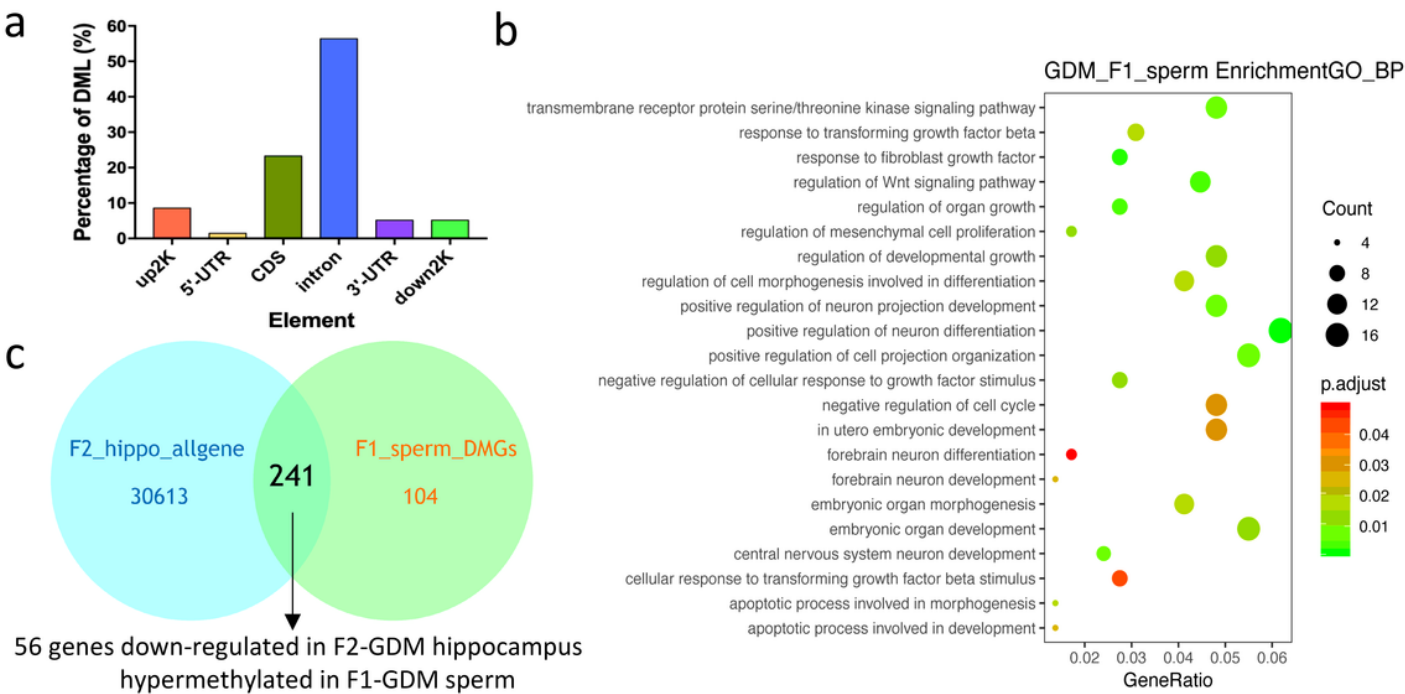 a
Percentage of DML (%)
60
50
40
30
20
10
0
up2K
5'-UTR
CDS
intron
3'-UTR
down2K
Element
b
GDM_F1_sperm EnrichmentGO_BP
transmembrane receptor protein serine/threonine kinase signaling pathway
response to transforming growth factor beta
response to fibroblast growth factor
regulation of Wnt signaling pathway
regulation of organ growth
regulation of mesenchymal cell proliferation
regulation of developmental growth
regulation of cell morphogenesis involved in differentiation
positive regulation of neuron projection development
positive regulation of neuron differentiation
positive regulation of cell projection organization
negative regulation of cellular response to growth factor stimulus
negative regulation of cell cycle
in utero embryonic development
forebrain neuron differentiation
forebrain neuron development
embryonic organ morphogenesis
embryonic organ development
central nervous system neuron development
cellular response to transforming growth factor beta stimulus
apoptotic process involved in morphogenesis
apoptotic process involved in development
0.02 0.03 0.04 0.05 0.06
GeneRatio
Count
4
8
12
16
p.adjust
0.04
0.03
0.02
0.01
c
F2_hippo_allgene
30613
241
F1_sperm_DMGs
104
56 genes down-regulated in F2-GDM hippocampus
hypermethylated in F1-GDM sperm